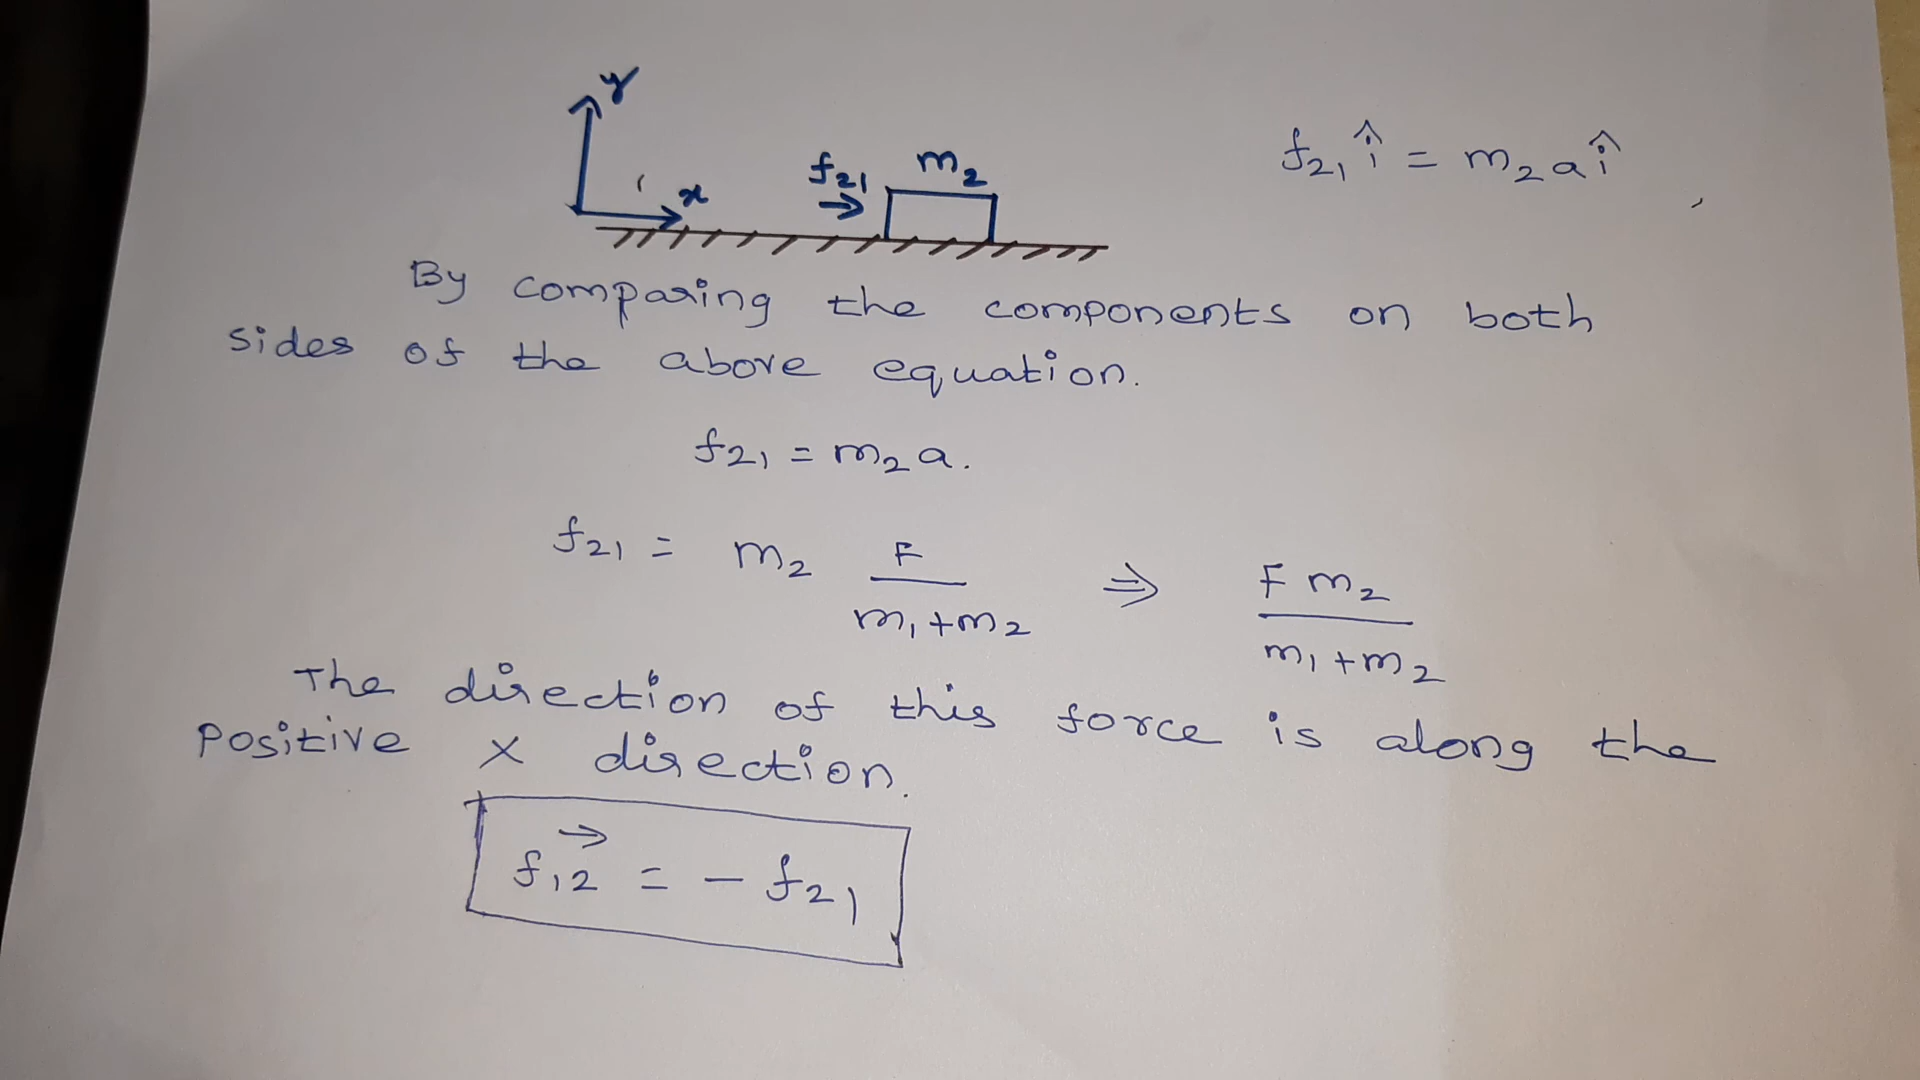 y
f₂₁ m₂
x
f₂₁ î = m₂ a î ,
By comparing the components on both
sides of the above equation.
f₂₁ = m₂ a.
f₂₁ = m₂ F / m₁+m₂ ⇒ F m₂ / m₁+m₂
The direction of this force is along the
positive x direction.
f⃗₁₂ = - f₂₁